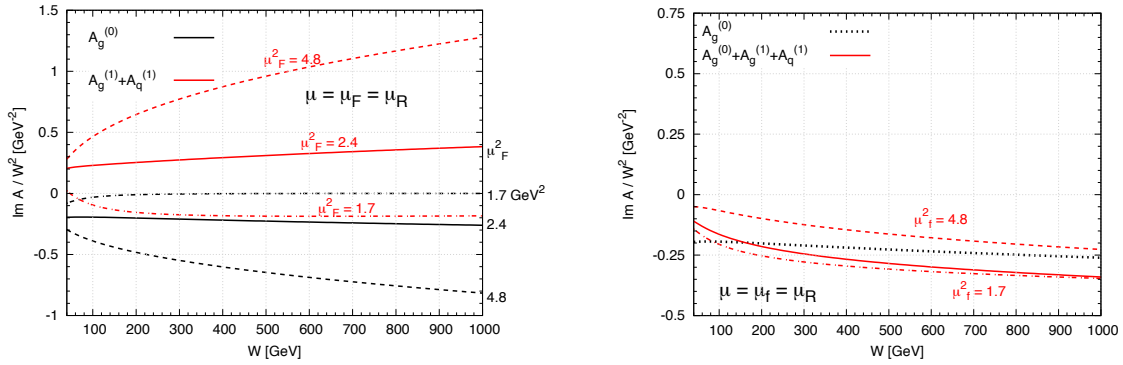 1.5
1
0.5
0
-0.5
-1
Im A / W² [GeV⁻²]
A_g^(0)
A_g^(1)+A_q^(1)
μ²_F = 4.8
μ = μ_F = μ_R
μ²_F = 2.4
μ²_F = 1.7
μ²_F
1.7 GeV²
2.4
4.8
100 200 300 400 500 600 700 800 900 1000
W [GeV]
0.75
0.5
0.25
0
-0.25
-0.5
Im A / W² [GeV⁻²]
A_g^(0)
A_g^(0)+A_g^(1)+A_q^(1)
μ²_f = 4.8
μ²_f = 1.7
μ = μ_f = μ_R
100 200 300 400 500 600 700 800 900 1000
W [GeV]